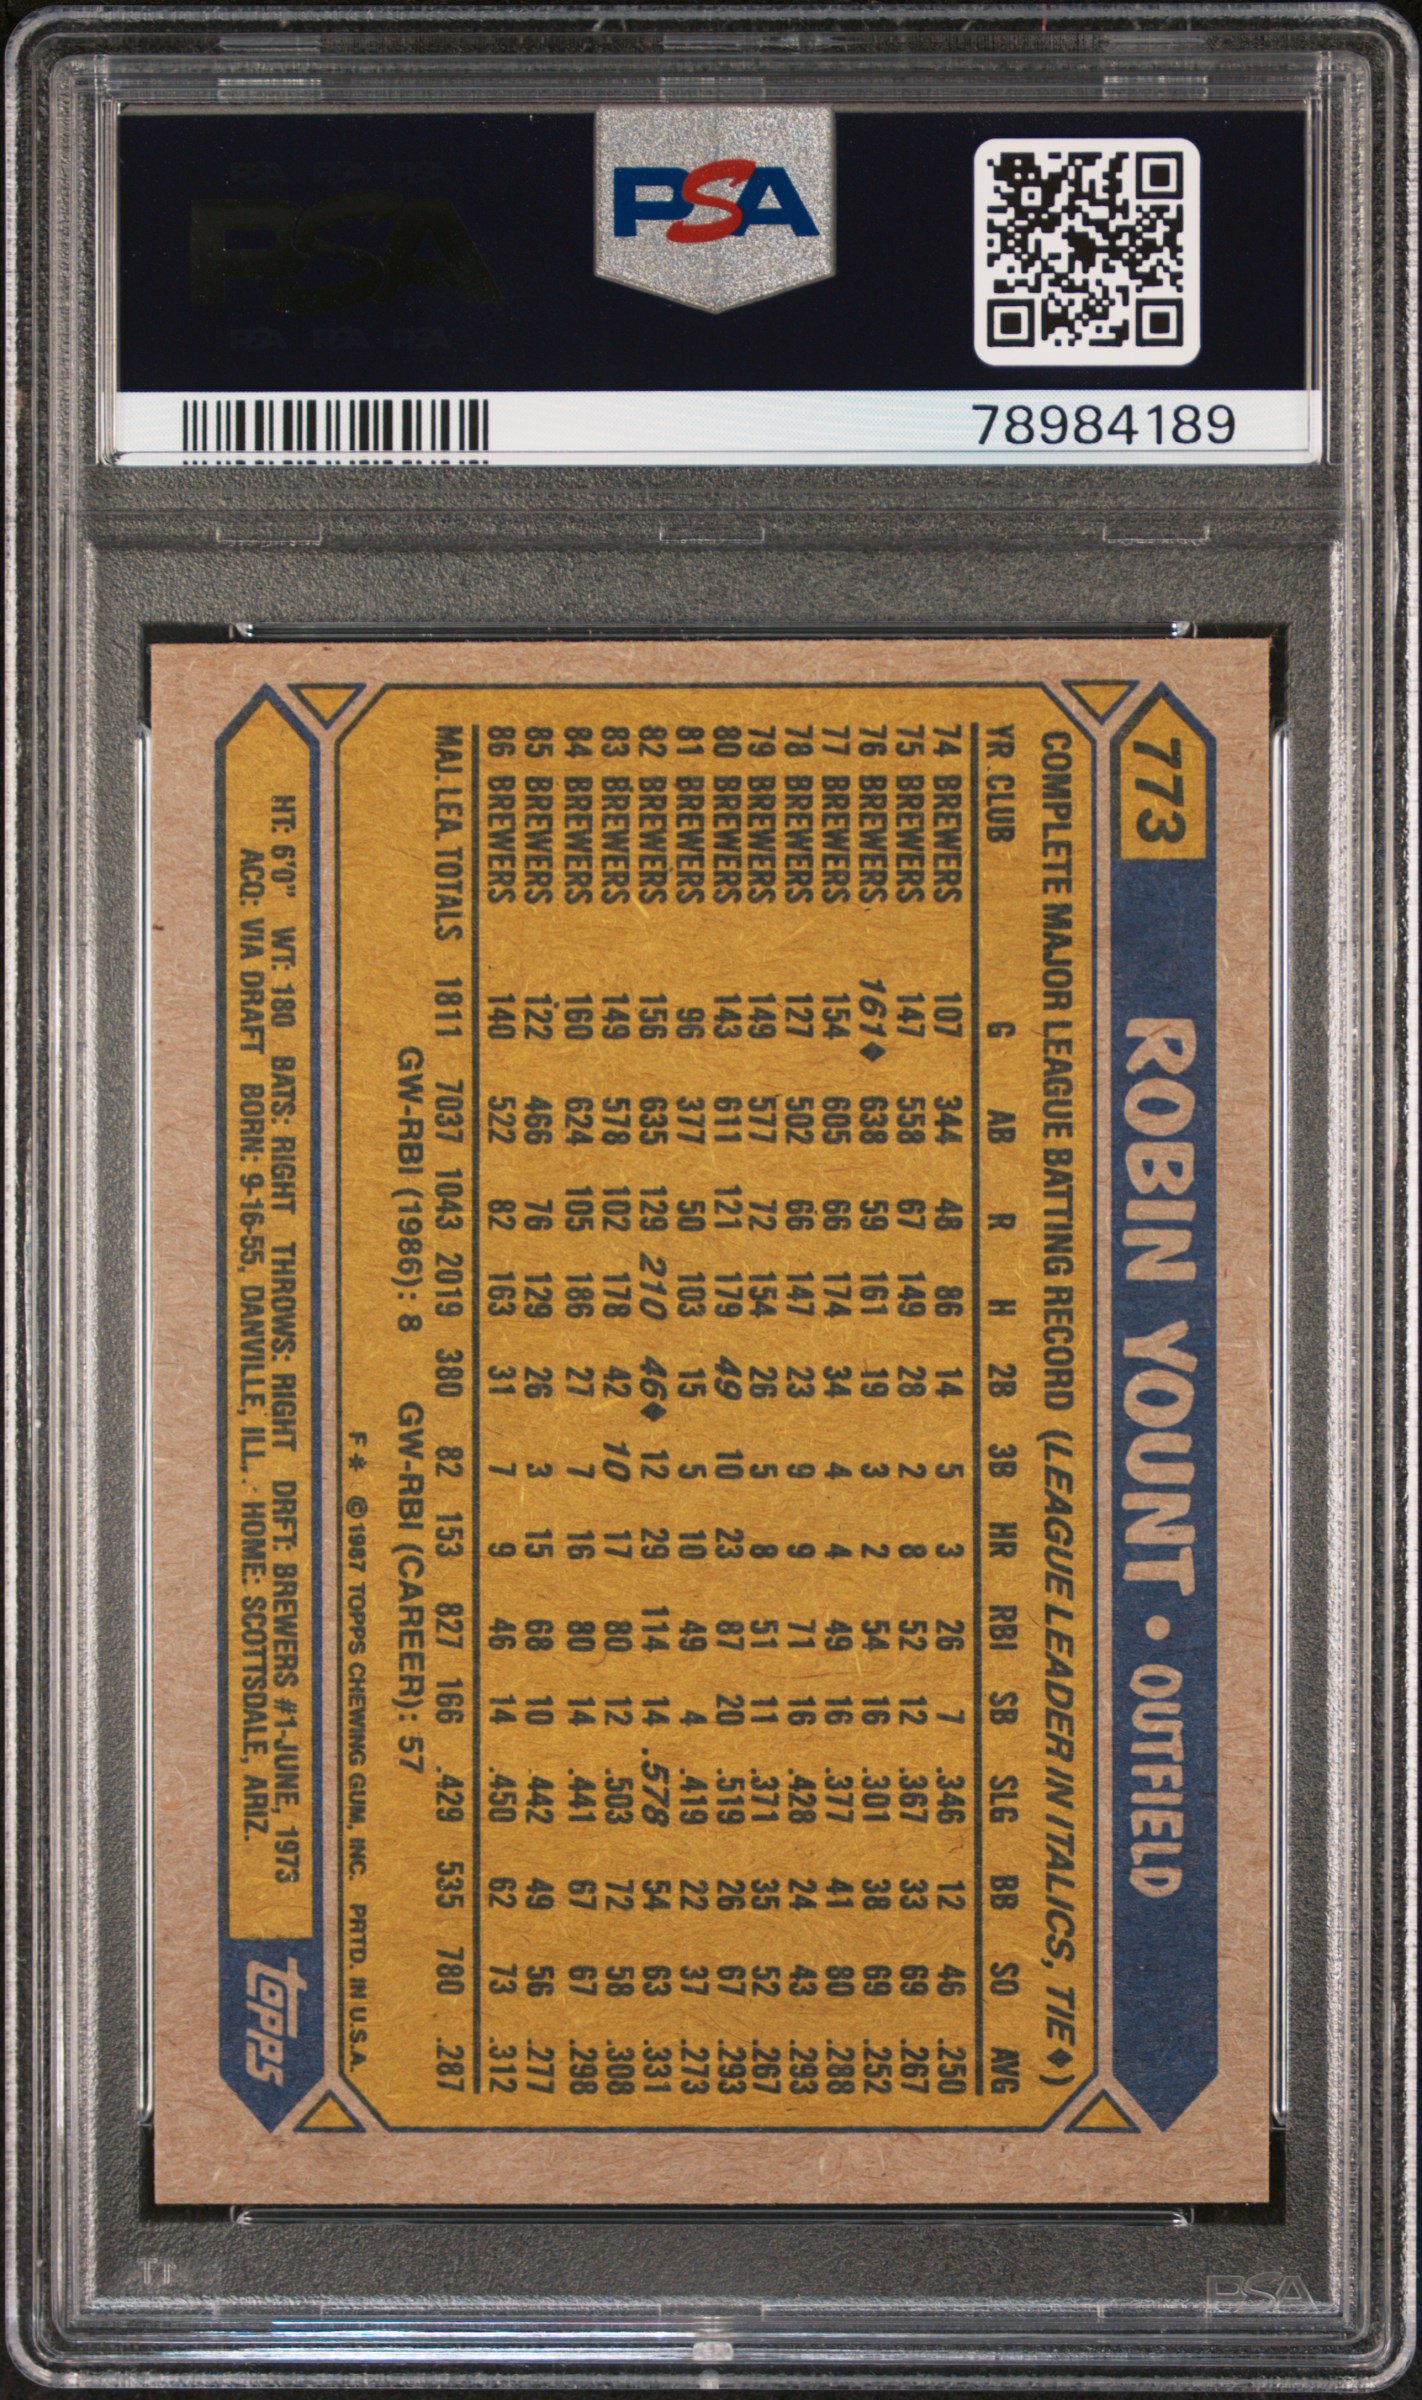 PSA PSA PSA
PSA
PSA PSA PSA
PSA
78984189
773 ROBIN YOUNT • OUTFIELD
COMPLETE MAJOR LEAGUE BATTING RECORD (LEAGUE LEADER IN ITALICS, TIE♦)
YR. CLUB G AB R H 2B 3B HR RBI SB SLG BB SO AVG
74 BREWERS 107 344 48 86 14 5 3 26 7 .346 12 46 .250
75 BREWERS 147 558 67 149 28 2 8 52 12 .367 33 69 .267
76 BREWERS 161♦ 638 59 161 19 3 2 54 16 .301 38 69 .252
77 BREWERS 154 605 66 174 34 4 4 49 16 .377 41 80 .288
78 BREWERS 127 502 66 147 23 9 9 71 16 .428 24 43 .293
79 BREWERS 149 577 72 154 26 5 8 51 11 .371 35 52 .267
80 BREWERS 143 611 121 179 49 10 23 87 20 .519 26 67 .293
81 BREWERS 96 377 50 103 15 5 10 49 4 .419 22 37 .273
82 BREWERS 156 635 129 210 46♦ 12 29 114 14 .578 54 63 .331
83 BREWERS 149 578 102 178 42 10 17 80 12 .503 72 58 .308
84 BREWERS 160 624 105 186 27 7 16 80 14 .441 67 67 .298
85 BREWERS 122 466 76 129 26 3 15 68 10 .442 49 56 .277
86 BREWERS 140 522 82 163 31 7 9 46 14 .450 62 73 .312
MAJ. LEA. TOTALS 1811 7037 1043 2019 380 82 153 827 166 .429 535 780 .287
GW-RBI (1986): 8 GW-RBI (CAREER): 57
F* ©1987 TOPPS CHEWING GUM, INC. PRTD. IN U.S.A.
HT: 6'0" WT: 180 BATS: RIGHT THROWS: RIGHT DRFT: BREWERS #1-JUNE, 1973
ACQ: VIA DRAFT BORN: 9-16-55, DANVILLE, ILL. HOME: SCOTTSDALE, ARIZ.
topps
PSA